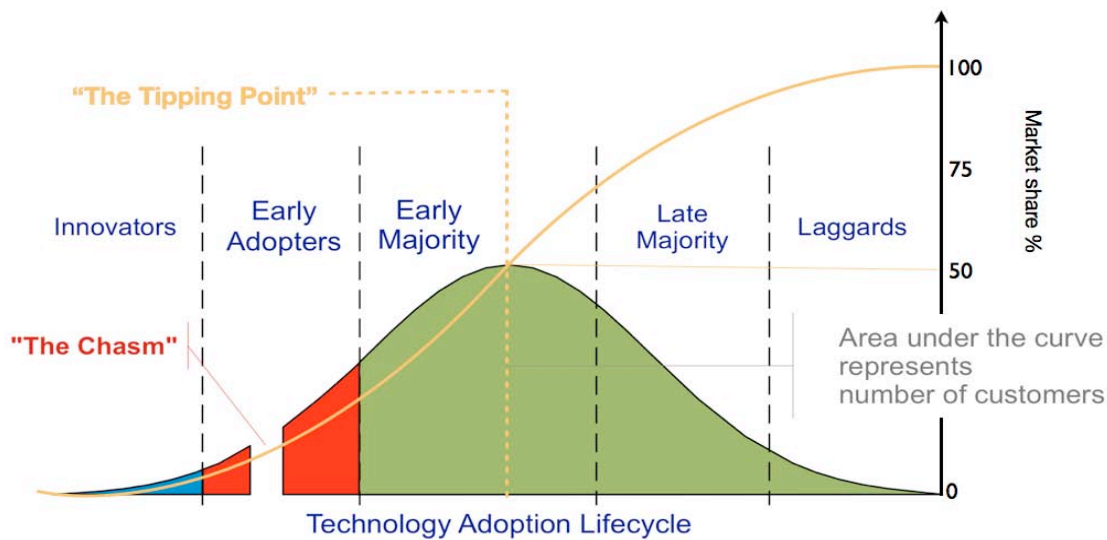 “The Tipping Point”
100
Market share %
75
Innovators
Early
Adopters
Early
Majority
Late
Majority
Laggards
50
"The Chasm"
Area under the curve
represents
number of customers
0
Technology Adoption Lifecycle